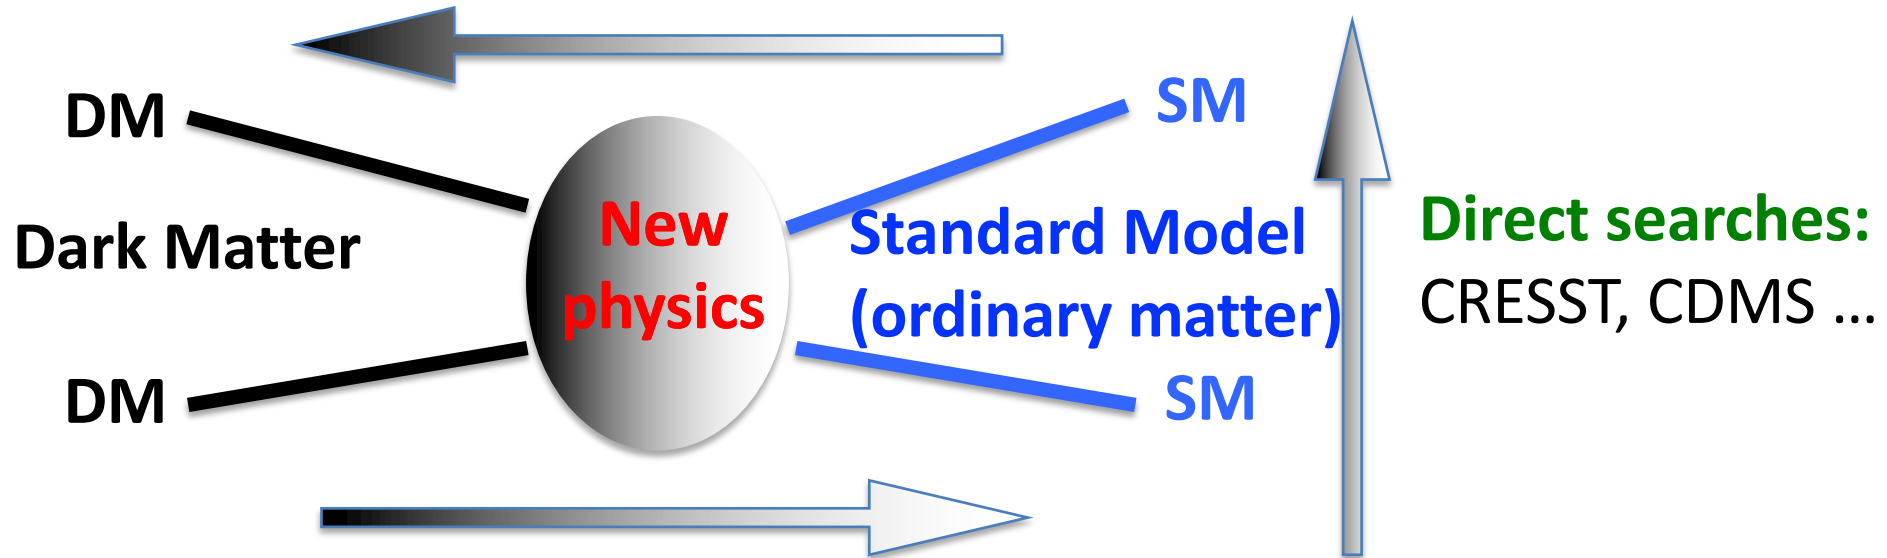 DM
SM
Dark Matter
New
physics
Standard Model
(ordinary matter)
Direct searches:
CRESST, CDMS ...
DM
SM